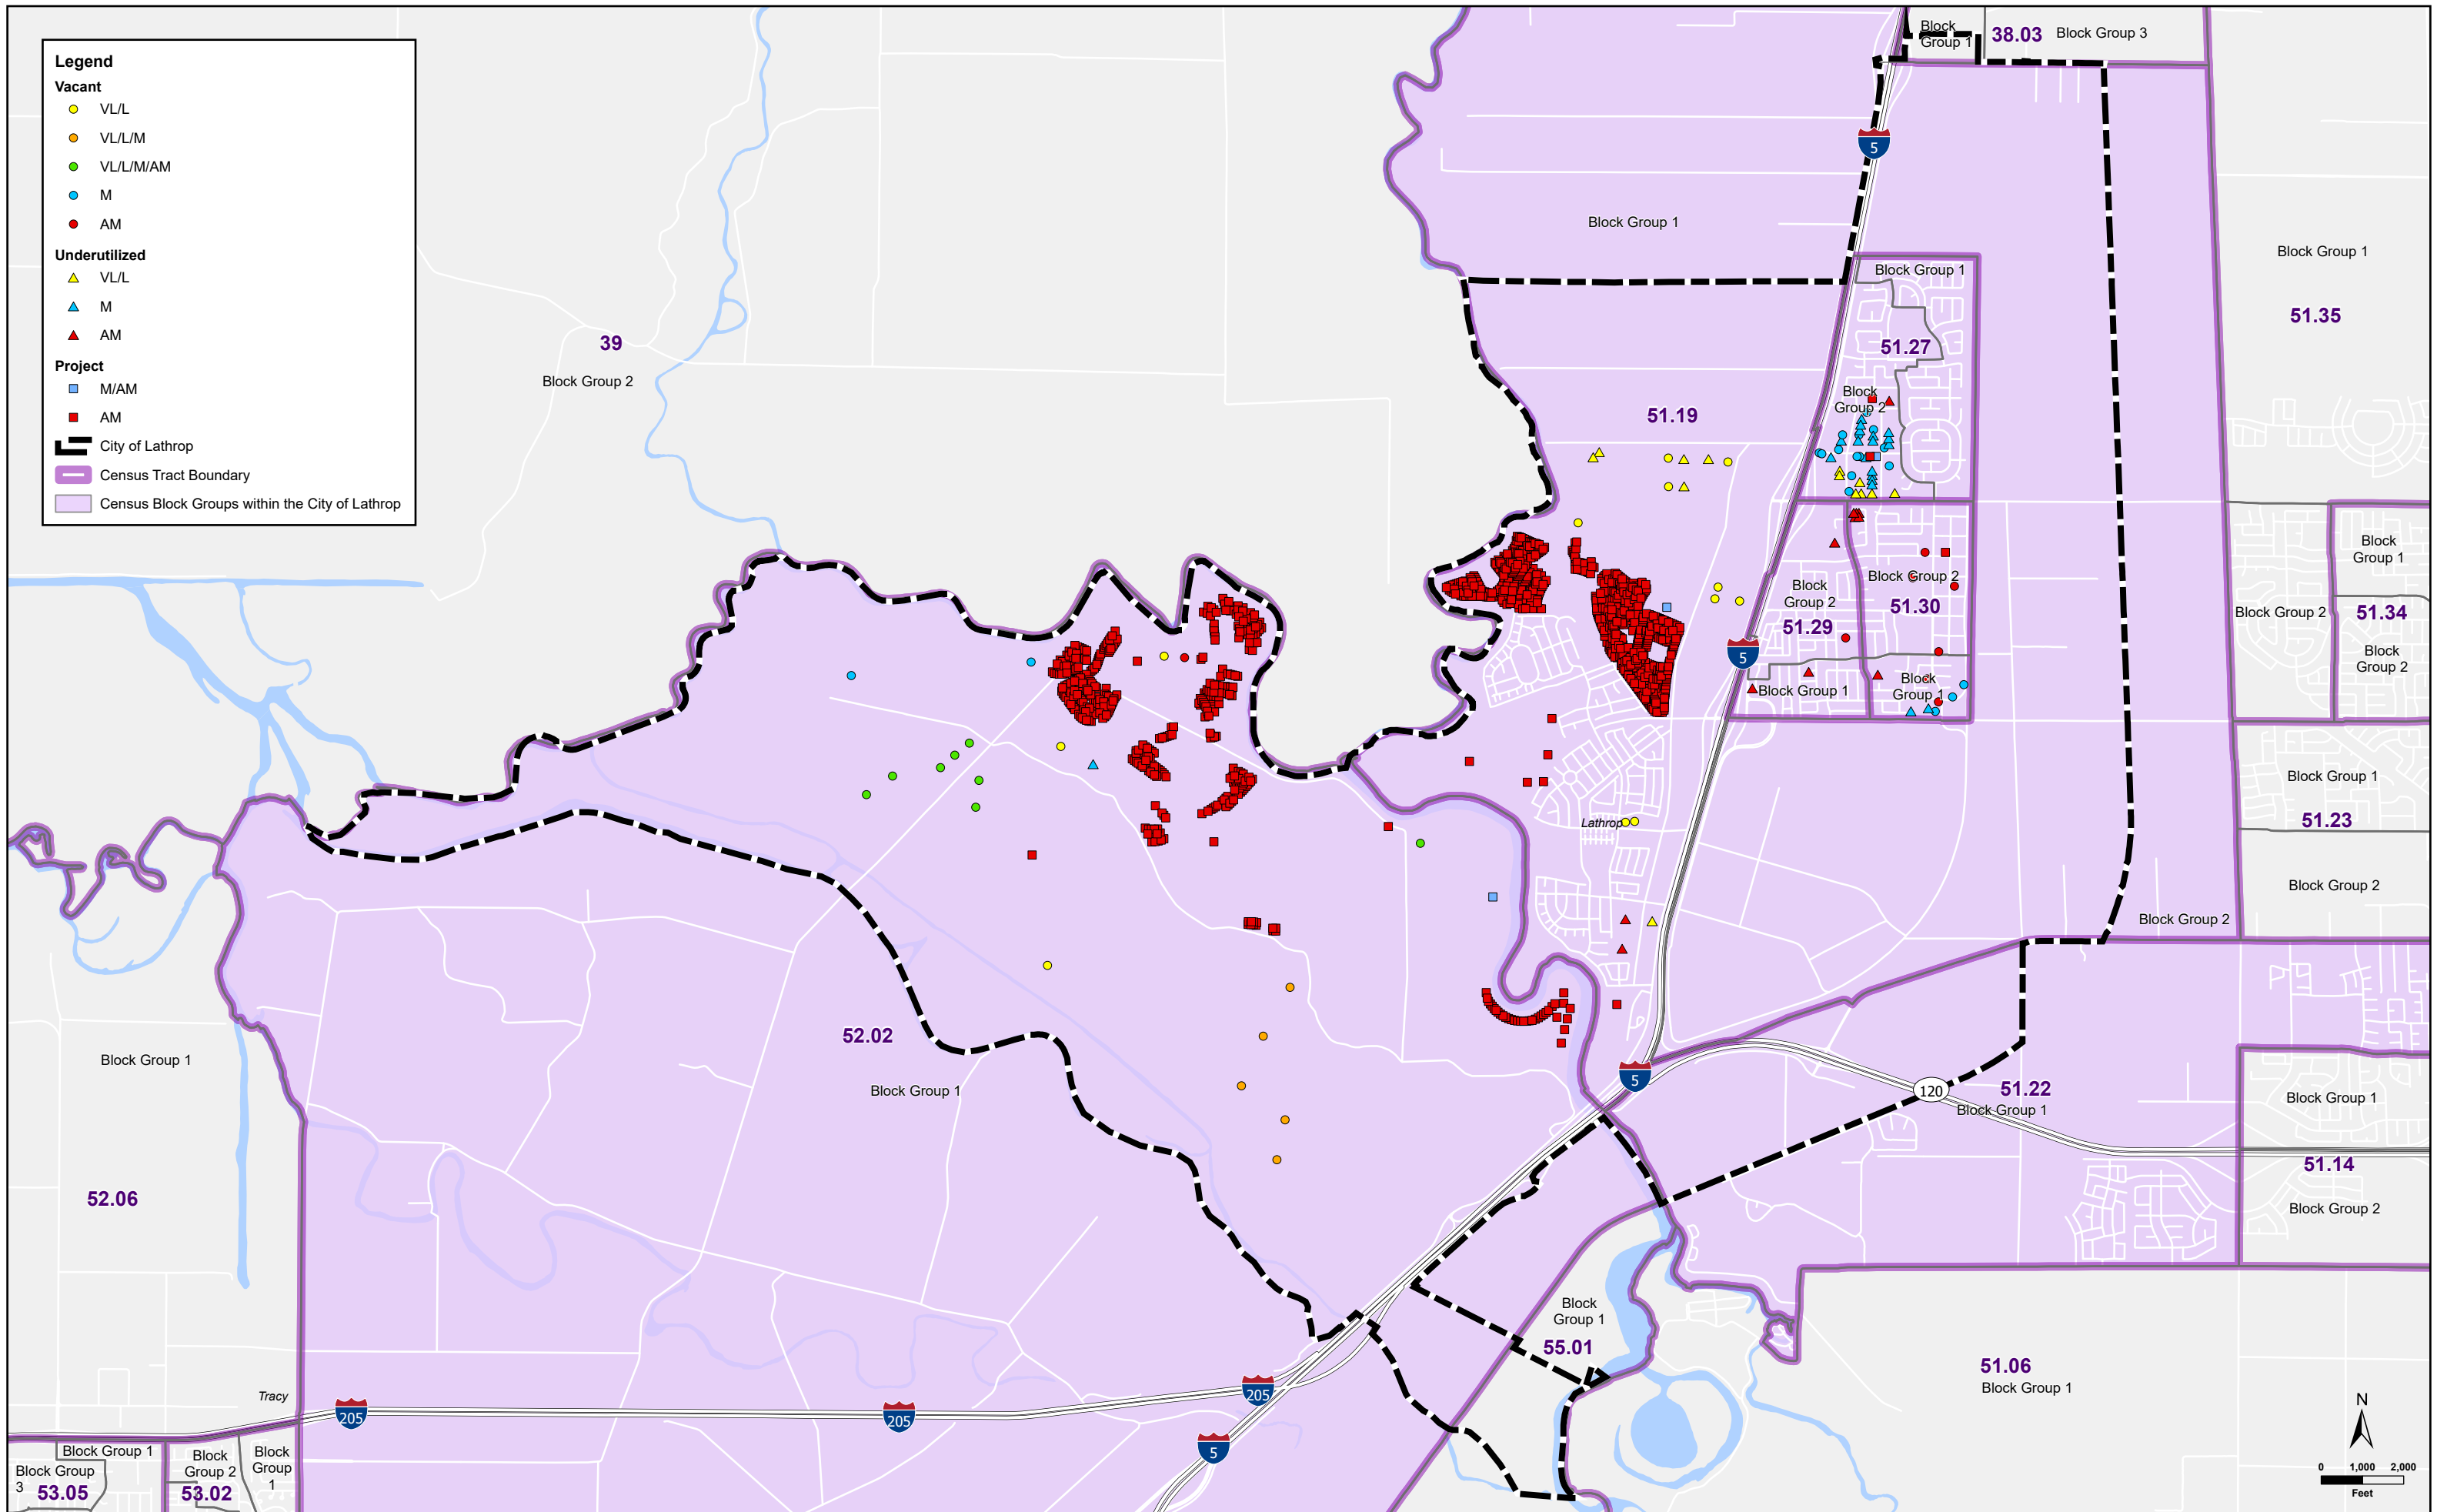 Legend
Vacant
VL/L
VL/L/M
VL/L/M/AM
M
AM
Underutilized
VL/L
M
AM
Project
M/AM
AM
City of Lathrop
Census Tract Boundary
Census Block Groups within the City of Lathrop
Block
Group 1
38.03
Block Group 3
5
Block Group 1
Block Group 1
Block Group 1
51.35
39
Block Group 2
51.27
Block
Group 2
51.19
Block
Group 1
Block Group 2
51.34
Block
Group 2
Block Group 2
51.30
Block
Group 2
51.29
5
Block Group 1
Block
Group 1
Block Group 1
51.23
Lathrop
Block Group 2
Block Group 2
52.02
Block Group 1
Block Group 1
52.06
5
120
51.22
Block Group 1
Block Group 1
51.14
Block Group 2
Block
Group 1
55.01
51.06
Block Group 1
Tracy
205
205
205
5
Block Group 1
Block Group
3
53.05
Block
Group 2
53.02
Block
Group
1
N
0 1,000 2,000
Feet